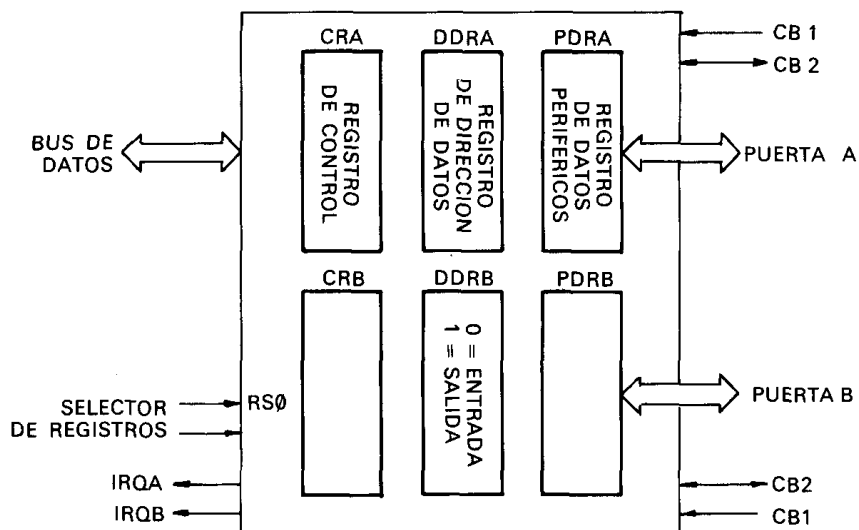 CRA
DDRA
PDRA
CB 1
CB 2
REGISTRO
DE CONTROL
REGISTRO
DE DIRECCION
DE DATOS
REGISTRO
DE DATOS
PERIFERICOS
BUS DE
DATOS
PUERTA A
CRB
DDRB
PDRB
0 = ENTRADA
1 = SALIDA
SELECTOR
DE REGISTROS
RSØ
PUERTA B
IRQA
IRQB
CB2
CB1